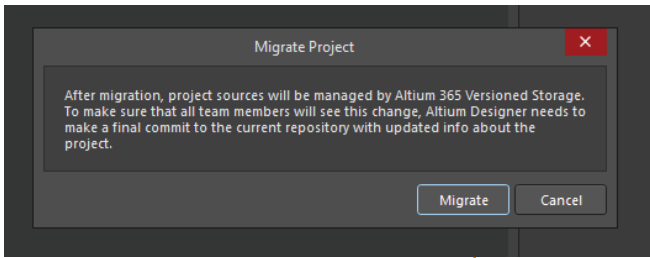 Migrate Project
After migration, project sources will be managed by Altium 365 Versioned Storage.
To make sure that all team members will see this change, Altium Designer needs to
make a final commit to the current repository with updated info about the
project.
Migrate
Cancel